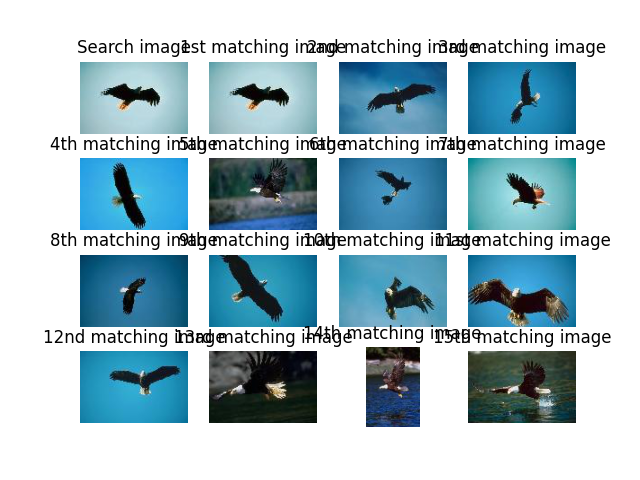 Search image 1st matching image 2nd matching image 3rd matching image
4th matching image 5th matching image 6th matching image 7th matching image
8th matching image 9th matching image 10th matching image 11st matching image
12nd matching image 13rd matching image 14th matching image 15th matching image